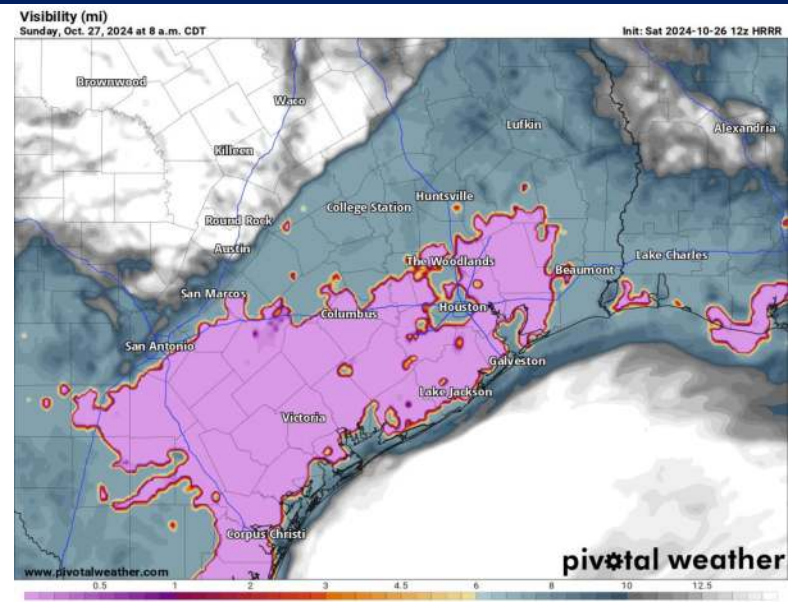 Visibility (mi)
Sunday, Oct. 27, 2024 at 8 a.m. CDT
Init: Sat 2024-10-26 12z HRRR
Brownwood
Waco
Lufkin
Alexandria
Killeen
Huntsville
College Station
Round Rock
Austin
The Woodlands
Lake Charles
Beaumont
San Marcos
Houston
Columbus
San Antonio
Galveston
Lake Jackson
Victoria
Corpus Christi
pivotal weather
www.pivotalweather.com
0.5 1 2 3 4.5 6 8 10 12.5